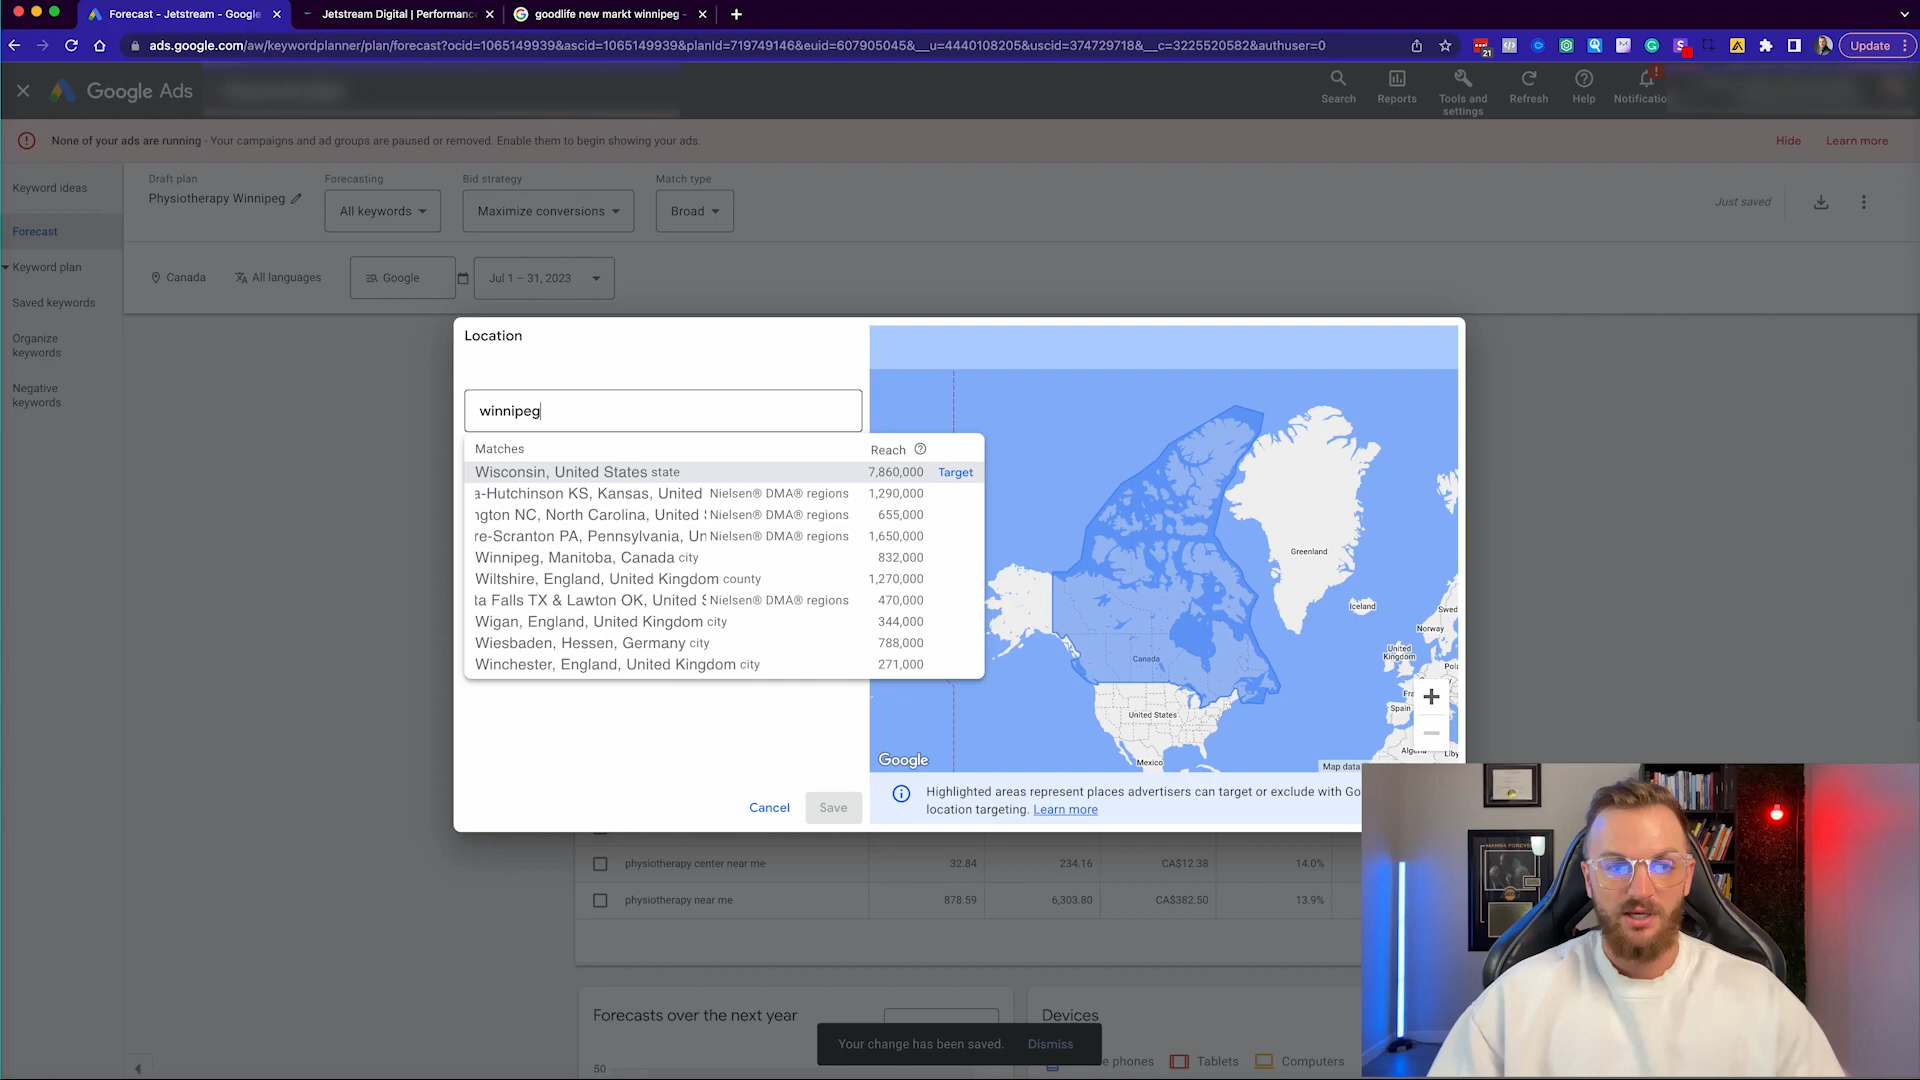 Forecast - Jetstream - Google
Jetstream Digital | Performanc
goodlife new markt winnipeg -
ads.google.com/aw/keywordplanner/plan/forecast?ocid=1065149939&ascid=1065149939&planId=719749146&euid=607905045&__u=4440108205&uscid=374729718&__c=3225520582&authuser=0
21
Update
Google Ads
Search
Reports
Tools and settings
Refresh
Help
Notificatio
None of your ads are running - Your campaigns and ad groups are paused or removed. Enable them to begin showing your ads.
Hide
Learn more
Keyword ideas
Forecast
Keyword plan
Saved keywords
Organize
keywords
Negative
keywords
Draft plan
Physiotherapy Winnipeg
Forecasting
All keywords
Bid strategy
Maximize conversions
Match type
Broad
Just saved
Canada
All languages
Google
Jul 1 – 31, 2023
Location
winnipeg
Matches Reach
Wisconsin, United States state 7,860,000 Target
a-Hutchinson KS, Kansas, United Nielsen® DMA® regions 1,290,000
ngton NC, North Carolina, United Nielsen® DMA® regions 655,000
re-Scranton PA, Pennsylvania, Un Nielsen® DMA® regions 1,650,000
Winnipeg, Manitoba, Canada city 832,000
Wiltshire, England, United Kingdom county 1,270,000
ta Falls TX & Lawton OK, United Nielsen® DMA® regions 470,000
Wigan, England, United Kingdom city 344,000
Wiesbaden, Hessen, Germany city 788,000
Winchester, England, United Kingdom city 271,000
Greenland
Iceland
Swed
Norway
United
Kingdom
Pola
Fra
Spain
Algeria
Liby
Canada
United States
Mexico
Google
Map data
Cancel
Save
Highlighted areas represent places advertisers can target or exclude with Go
location targeting. Learn more
physiotherapy center near me 32.84 234.16 CA$12.38 14.0%
physiotherapy near me 878.59 6,303.80 CA$382.50 13.9%
Forecasts over the next year
50
Devices
e phones
Tablets
Computers
Your change has been saved. Dismiss
MAMBA FOREVER